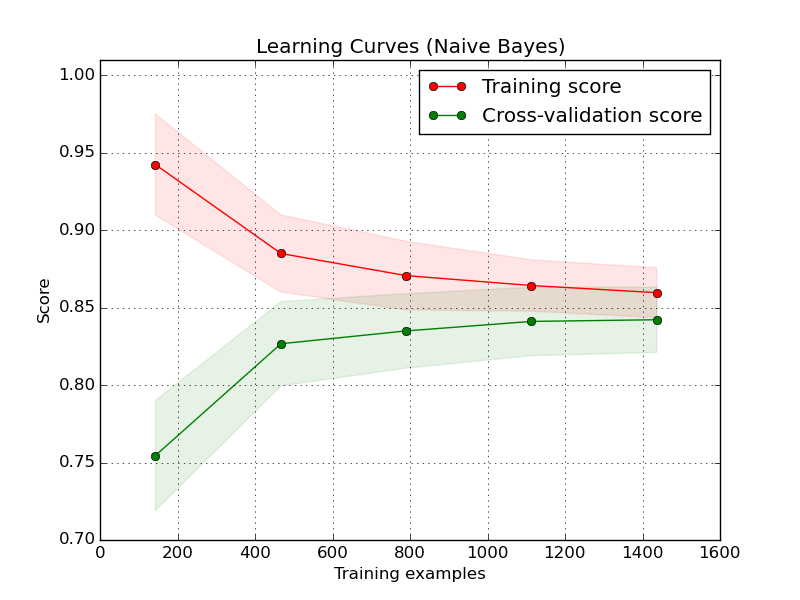 Learning Curves (Naive Bayes)
1.00
Training score
Cross-validation score
0.95
0.90
0.85
Score
0.80
0.75
0.70
0 200 400 600 800 1000 1200 1400 1600
Training examples